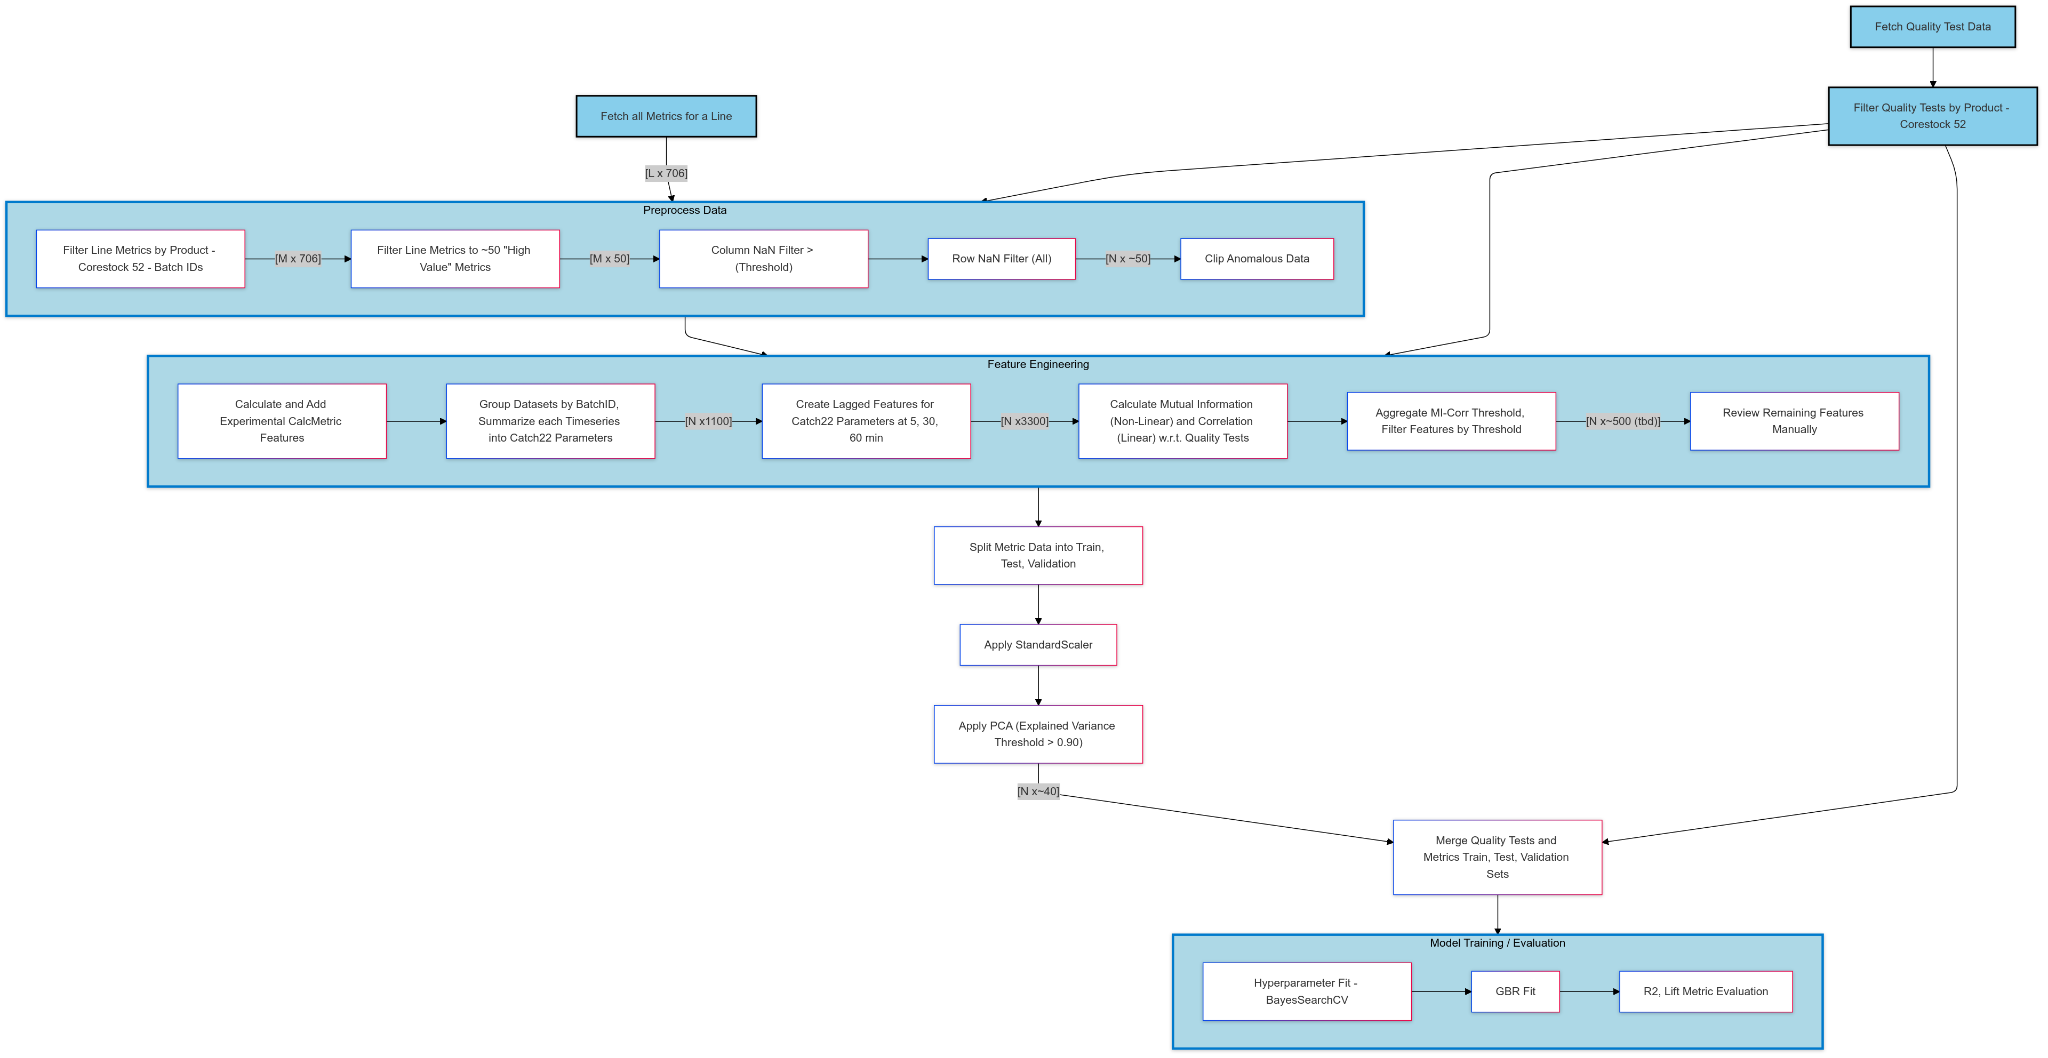 Fetch Quality Test Data
Filter Quality Tests by Product -
Corestock 52
Fetch all Metrics for a Line
[L x 706]
Preprocess Data
Filter Line Metrics by Product -
Corestock 52 - Batch IDs
[M x 706]
Filter Line Metrics to ~50 "High
Value" Metrics
[M x 50]
Column NaN Filter >
(Threshold)
Row NaN Filter (All)
[N x ~50]
Clip Anomalous Data
Feature Engineering
Calculate and Add
Experimental CalcMetric
Features
Group Datasets by BatchID,
Summarize each Timeseries
into Catch22 Parameters
[N x1100]
Create Lagged Features for
Catch22 Parameters at 5, 30,
60 min
[N x3300]
Calculate Mutual Information
(Non-Linear) and Correlation
(Linear) w.r.t. Quality Tests
Aggregate MI-Corr Threshold,
Filter Features by Threshold
[N x~500 (tbd)]
Review Remaining Features
Manually
Split Metric Data into Train,
Test, Validation
Apply StandardScaler
Apply PCA (Explained Variance
Threshold > 0.90)
[N x~40]
Merge Quality Tests and
Metrics Train, Test, Validation
Sets
Model Training / Evaluation
Hyperparameter Fit -
BayesSearchCV
GBR Fit
R2, Lift Metric Evaluation